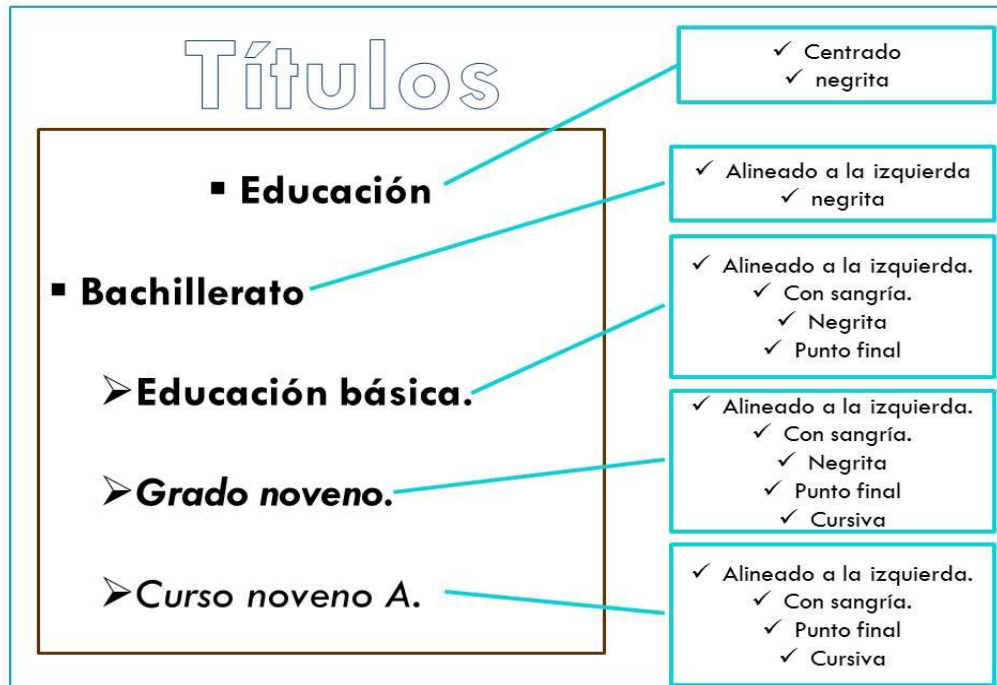 Títulos
✓ Centrado
✓ negrita
▪ Educación
✓ Alineado a la izquierda
✓ negrita
▪ Bachillerato
✓ Alineado a la izquierda.
✓ Con sangría.
✓ Negrita
✓ Punto final
➢Educación básica.
✓ Alineado a la izquierda.
✓ Con sangría.
✓ Negrita
✓ Punto final
✓ Cursiva
➢Grado noveno.
✓ Alineado a la izquierda.
✓ Con sangría.
✓ Punto final
✓ Cursiva
➢Curso noveno A.